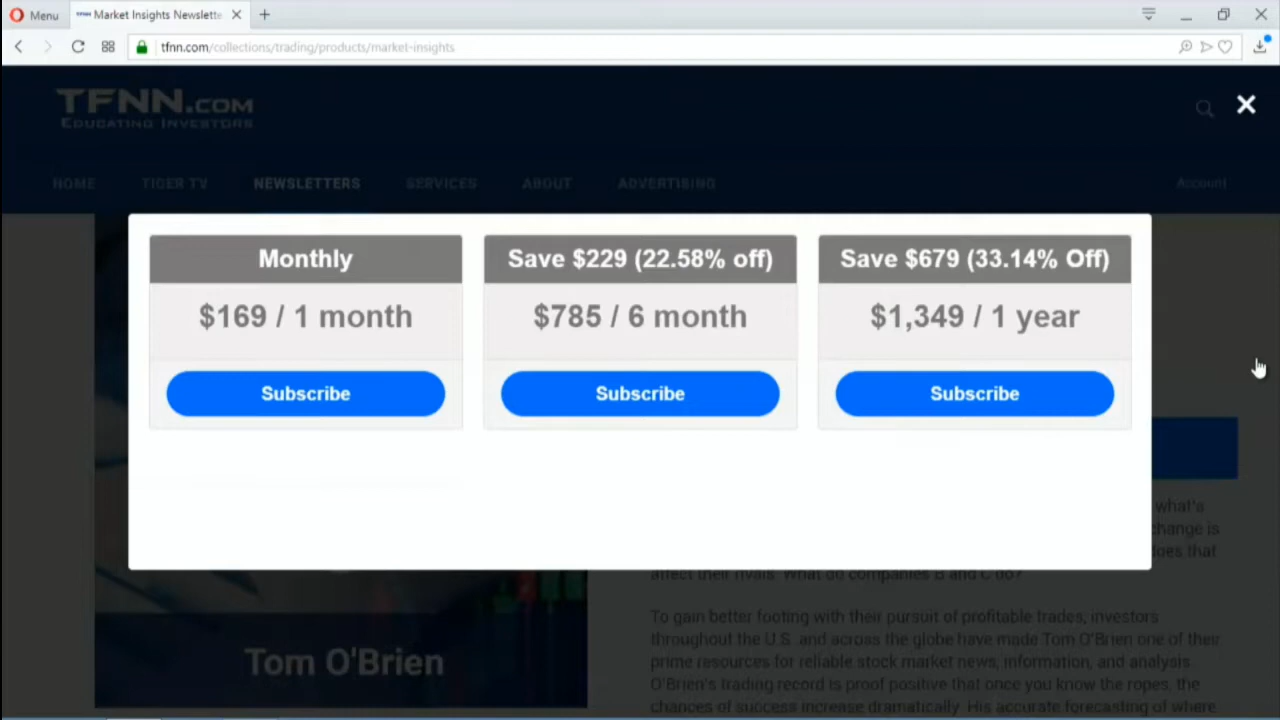 Menu
Market Insights Newslette
tfnn.com/collections/trading/products/market-insights
TFNN.COM
EDUCATING INVESTORS
HOME TIGER TV NEWSLETTERS SERVICES ABOUT ADVERTISING Account
Monthly
$169 / 1 month
Subscribe
Save $229 (22.58% off)
$785 / 6 month
Subscribe
Save $679 (33.14% Off)
$1,349 / 1 year
Subscribe
what's
change is
does that
affect their rivals. What do companies B and C do?
To gain better footing with their pursuit of profitable trades, investors
throughout the U.S. and across the globe have made Tom O'Brien one of their
prime resources for reliable stock market news, information, and analysis.
O'Brien's trading record is proof positive that once you know the ropes, the
chances of success increase dramatically. His accurate forecasting of where
Tom O'Brien